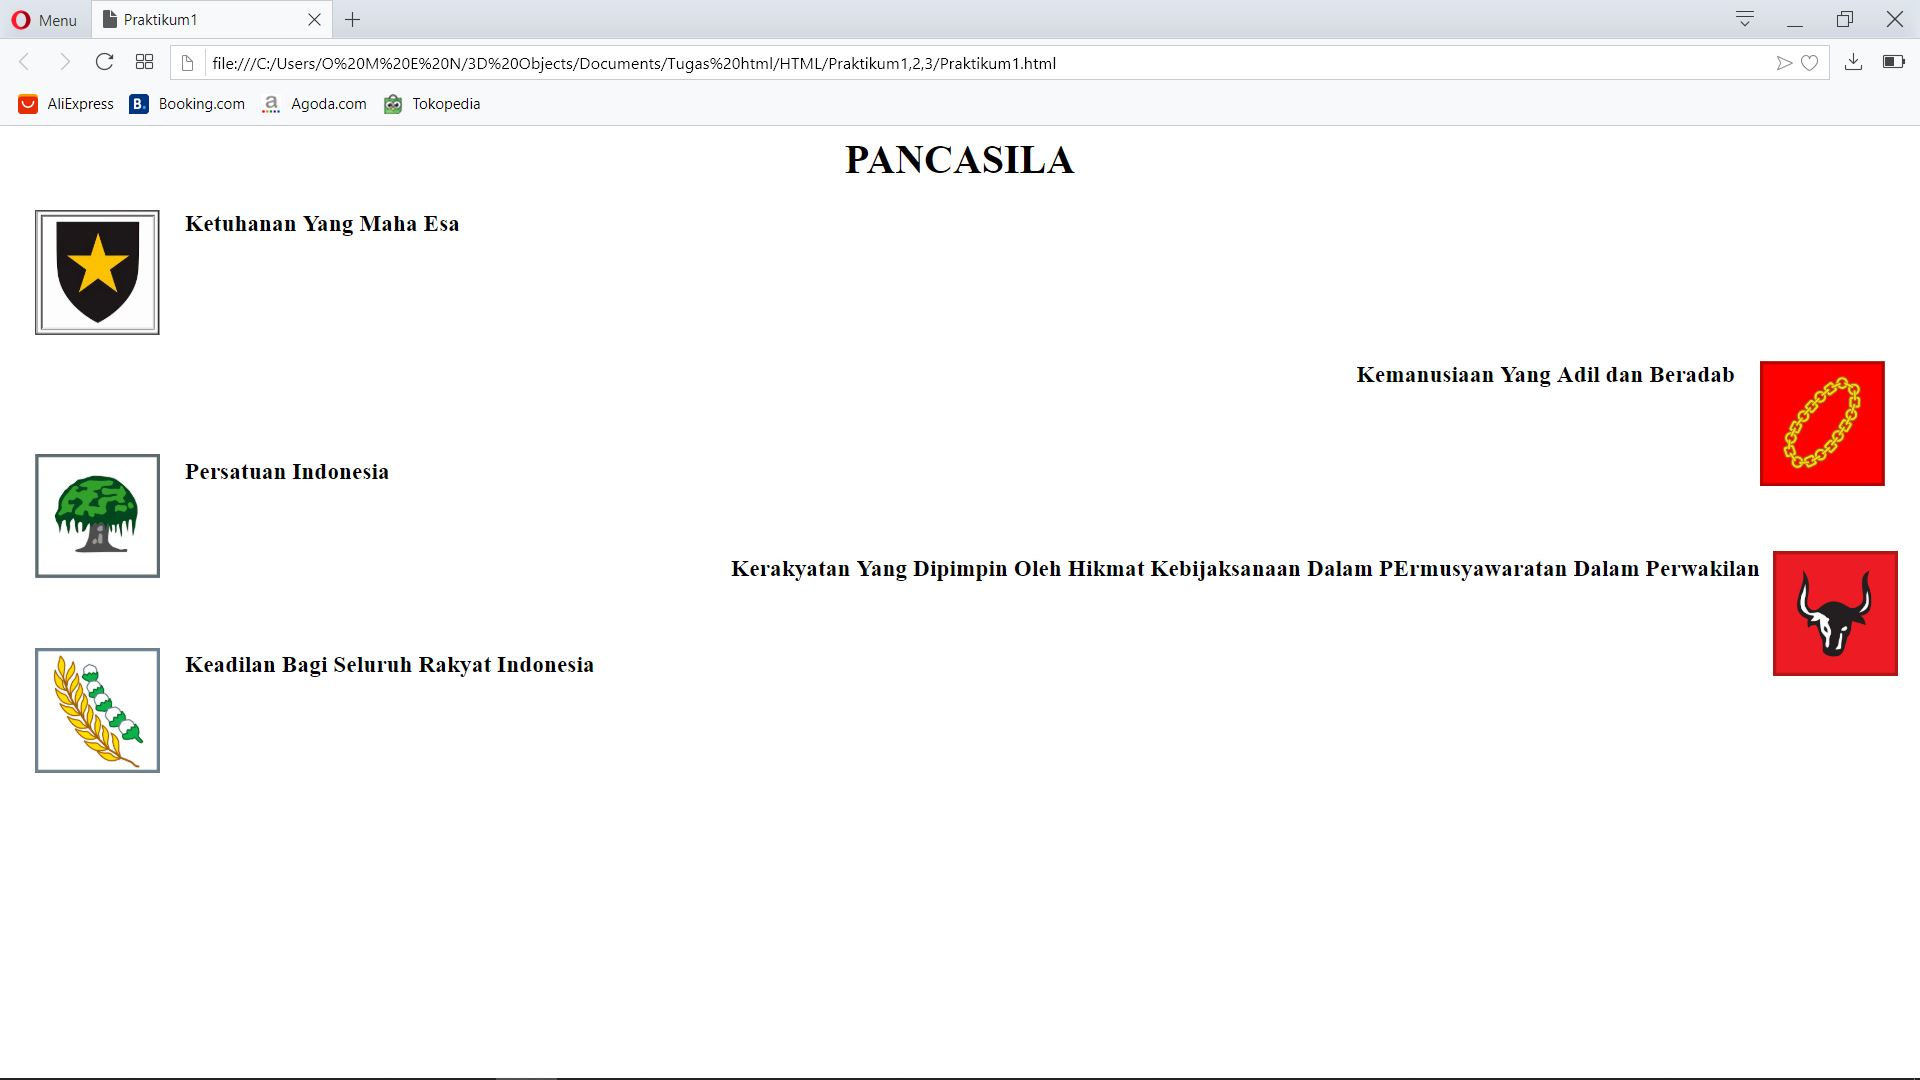 Menu
Praktikum1
file:///C:/Users/O%20M%20E%20N/3D%20Objects/Documents/Tugas%20html/HTML/Praktikum1,2,3/Praktikum1.html
AliExpress
B. Booking.com
a Agoda.com
Tokopedia
PANCASILA
Ketuhanan Yang Maha Esa
Kemanusiaan Yang Adil dan Beradab
Persatuan Indonesia
Kerakyatan Yang Dipimpin Oleh Hikmat Kebijaksanaan Dalam PErmusyawaratan Dalam Perwakilan
Keadilan Bagi Seluruh Rakyat Indonesia